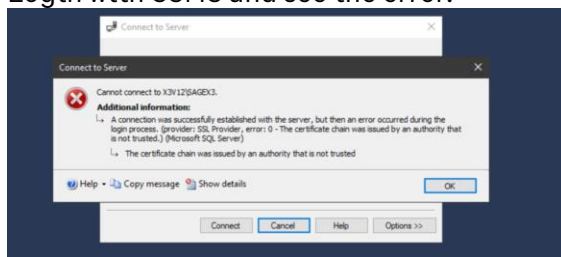 Login with SSMS and see the error:
Connect to Server
Connect to Server
Cannot connect to X3V12\SAGEX3.
Additional information:
A connection was successfully established with the server, but then an error occurred during the
login process. (provider: SSL Provider, error: 0 - The certificate chain was issued by an authority that
is not trusted.) (Microsoft SQL Server)
The certificate chain was issued by an authority that is not trusted
Help Copy message Show details OK
Connect Cancel Help Options >>